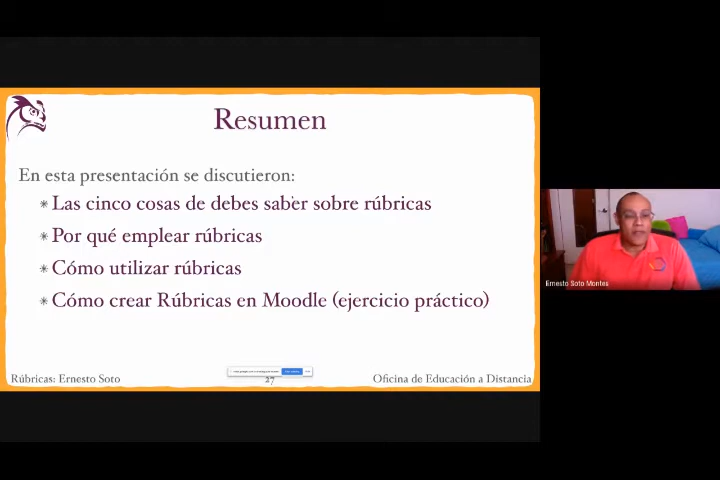 Resumen
En esta presentación se discutieron:
* Las cinco cosas de debes saber sobre rúbricas
* Por qué emplear rúbricas
* Cómo utilizar rúbricas
* Cómo crear Rúbricas en Moodle (ejercicio práctico)
Rúbricas: Ernesto Soto
27
Oficina de Educación a Distancia
Ernesto Soto Montes